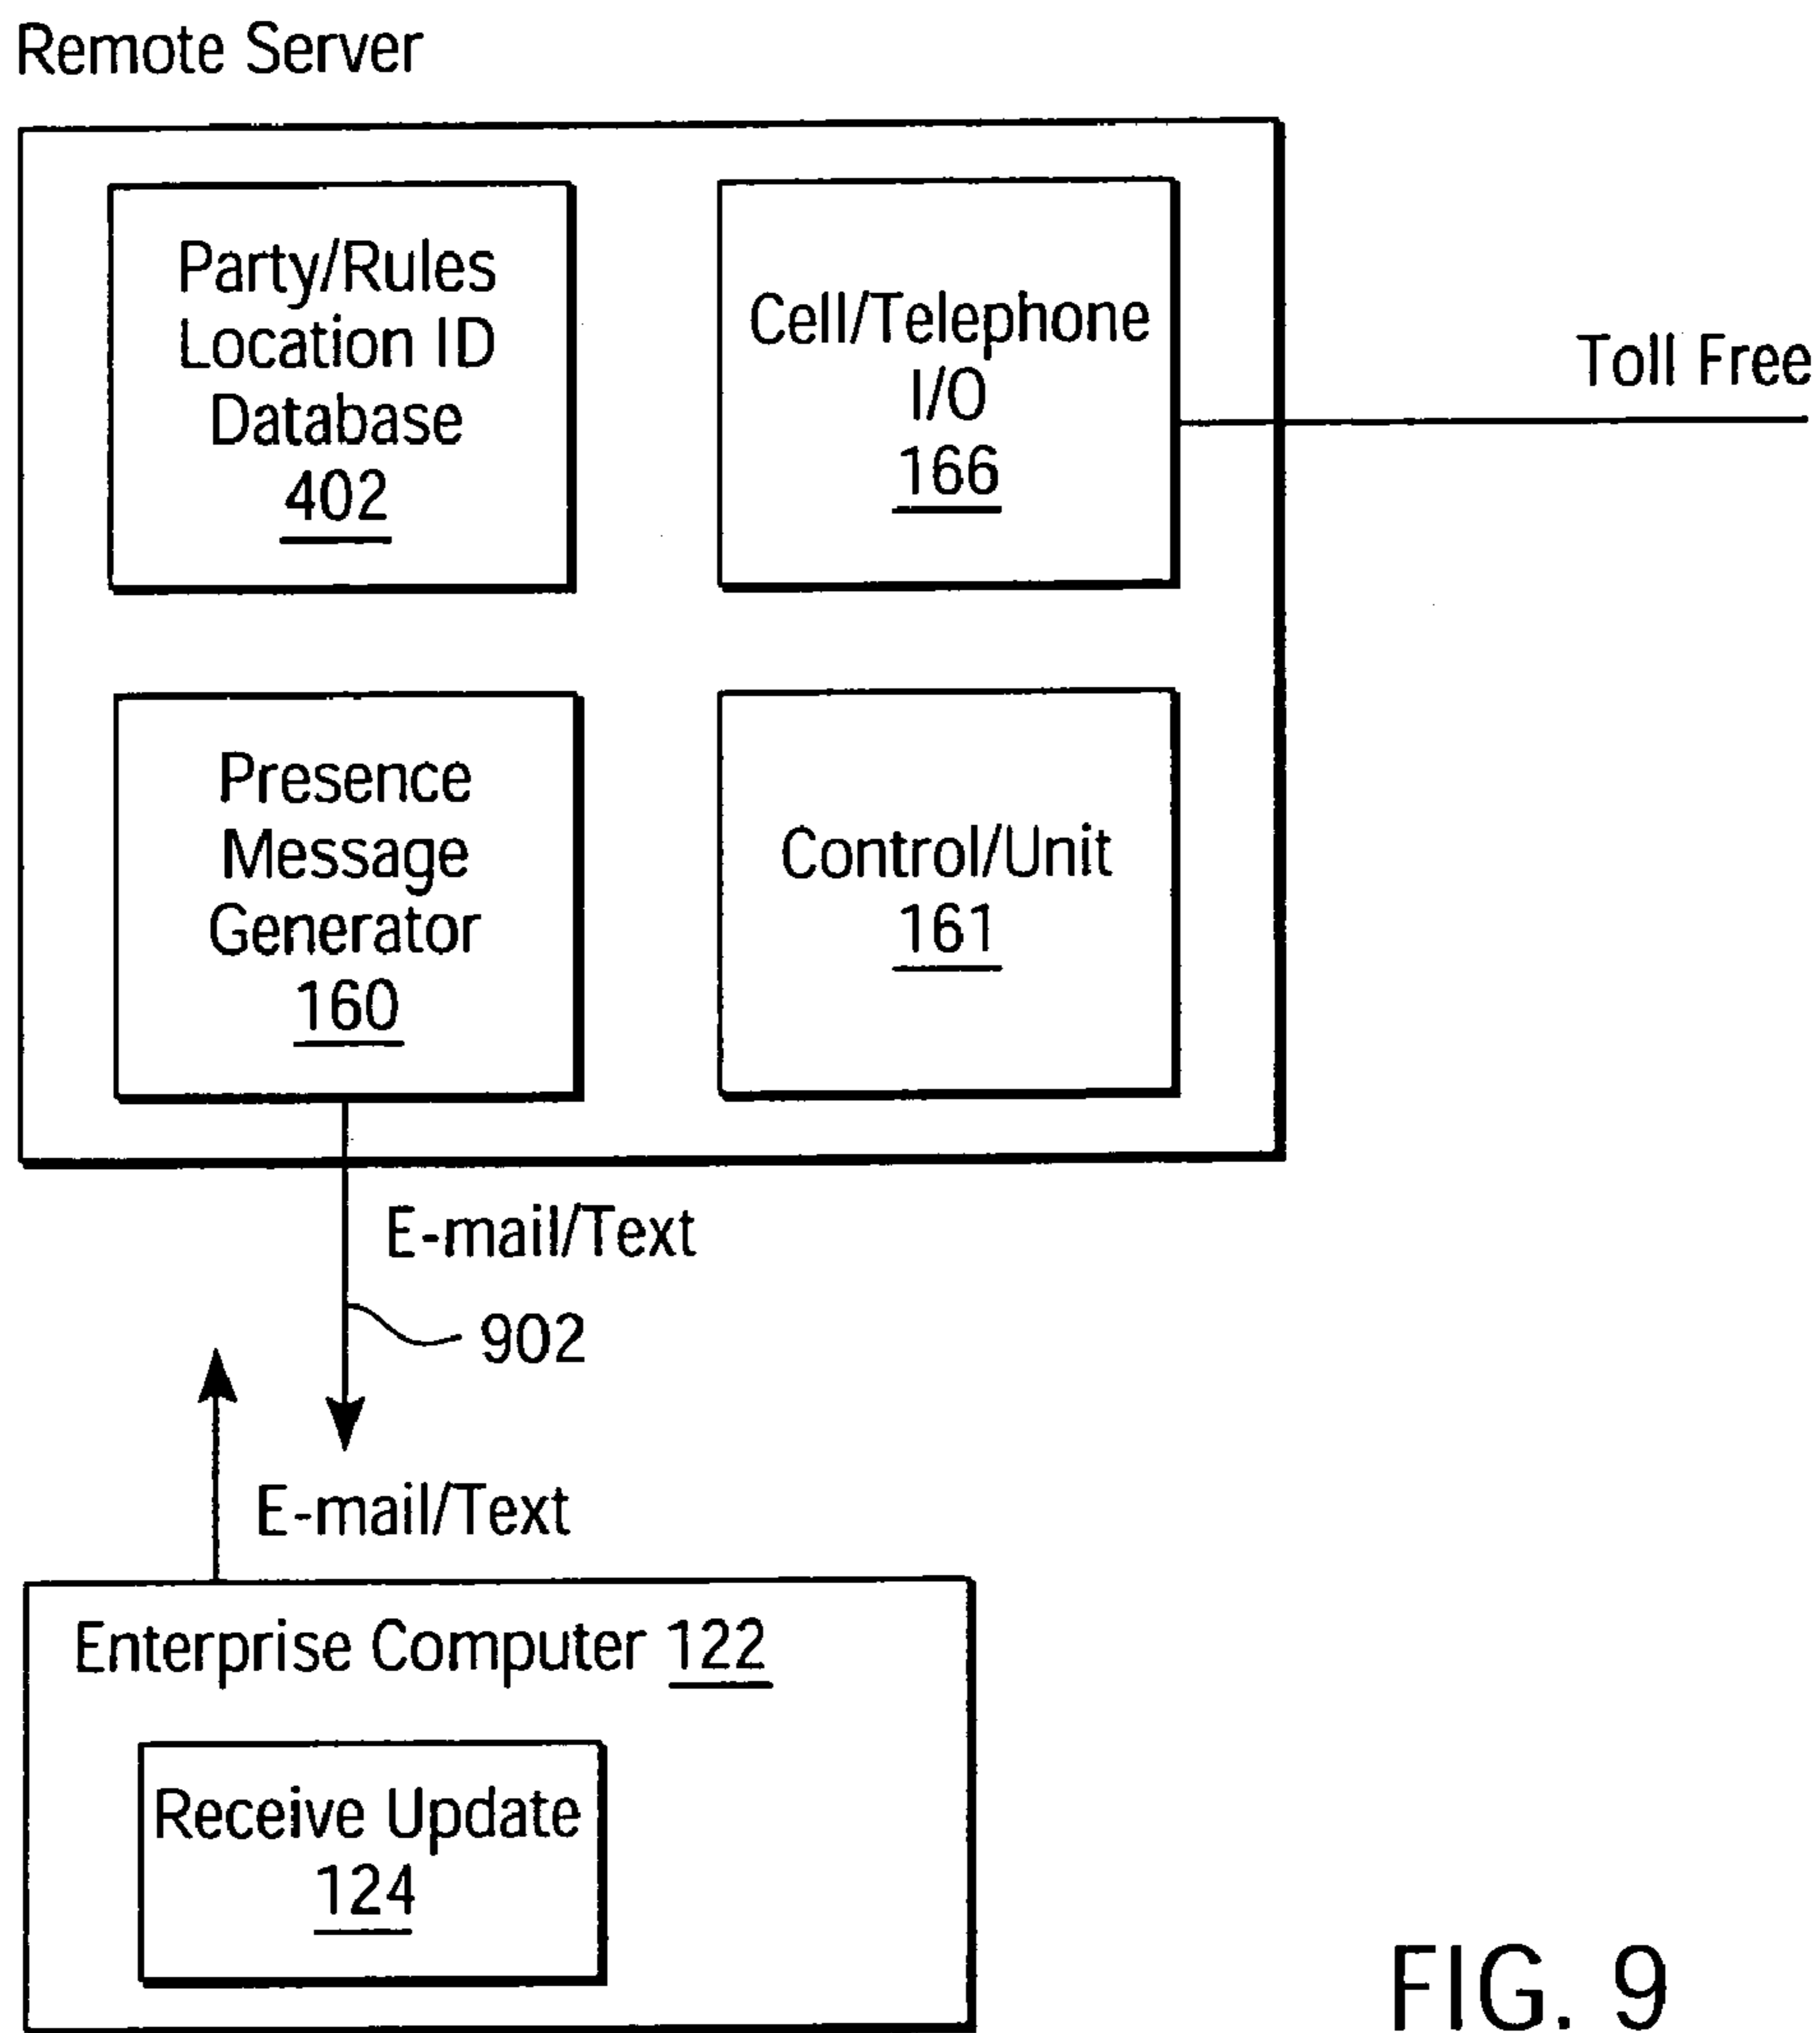 Remote Server
Party/Rules
Location ID
Database
402
Cell/Telephone
I/O
166
Toll Free
Presence
Message
Generator
160
Control/Unit
161
E-mail/Text
902
E-mail/Text
Enterprise Computer 122
Receive Update
124
FIG. 9